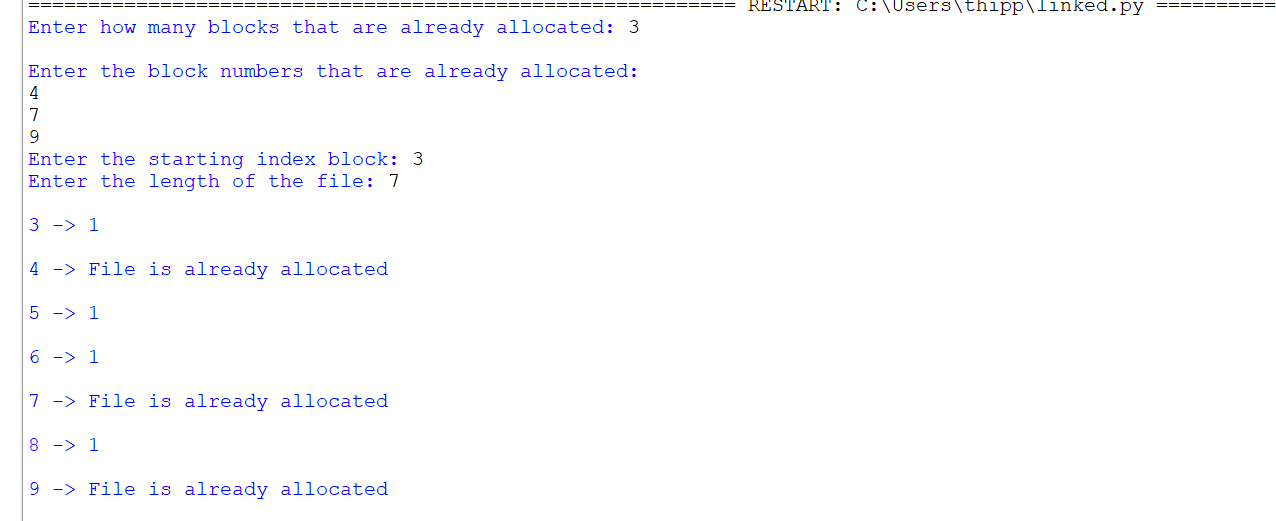 ============================================================ RESTART: C:\Users\thipp\linked.py ==========
Enter how many blocks that are already allocated: 3
Enter the block numbers that are already allocated:
4
7
9
Enter the starting index block: 3
Enter the length of the file: 7
3 -> 1
4 -> File is already allocated
5 -> 1
6 -> 1
7 -> File is already allocated
8 -> 1
9 -> File is already allocated